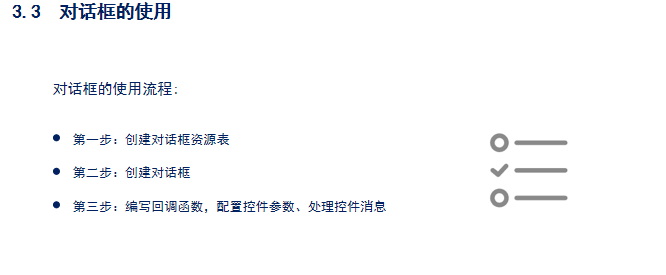 3.3 对话框的使用
对话框的使用流程：
第一步：创建对话框资源表
第二步：创建对话框
第三步：编写回调函数，配置控件参数、处理控件消息